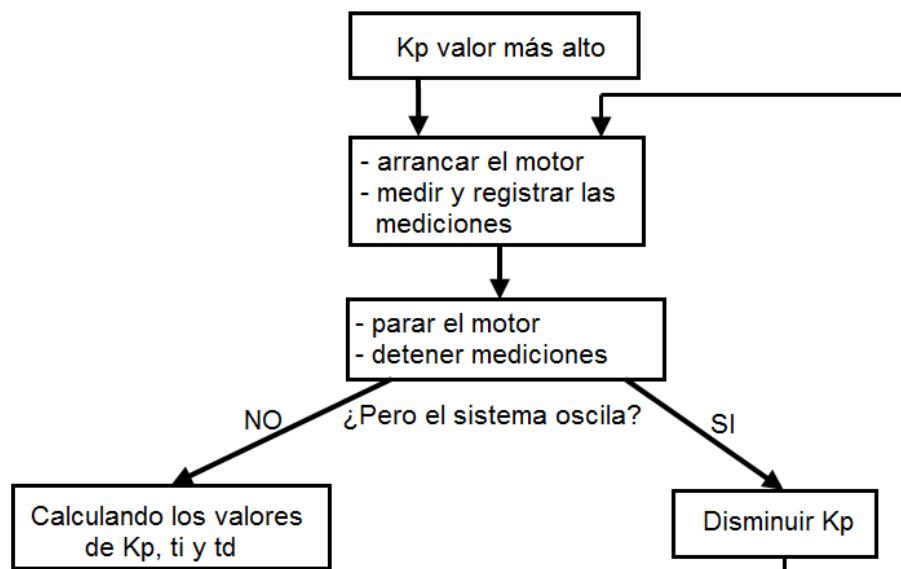 Kp valor más alto
- arrancar el motor
- medir y registrar las
mediciones
- parar el motor
- detener mediciones
NO
¿Pero el sistema oscila?
SI
Calculando los valores
de Kp, ti y td
Disminuir Kp